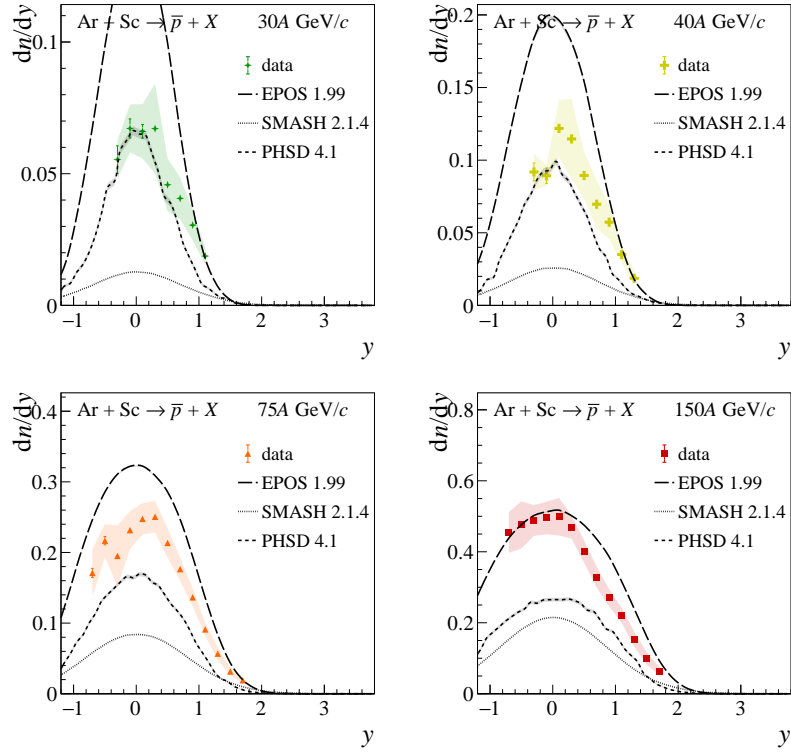 Ar + Sc → p̅ + X 30A GeV/c
dn/dy
0.1
data
EPOS 1.99
SMASH 2.1.4
PHSD 4.1
0.05
0
−1 0 1 2 3
y
Ar + Sc → p̅ + X 40A GeV/c
dn/dy
0.2
data
EPOS 1.99
0.15
SMASH 2.1.4
PHSD 4.1
0.1
0.05
0
−1 0 1 2 3
y
Ar + Sc → p̅ + X 75A GeV/c
dn/dy
0.4
data
EPOS 1.99
0.3
SMASH 2.1.4
PHSD 4.1
0.2
0.1
0
−1 0 1 2 3
y
Ar + Sc → p̅ + X 150A GeV/c
dn/dy
0.8
data
EPOS 1.99
0.6
SMASH 2.1.4
PHSD 4.1
0.4
0.2
0
−1 0 1 2 3
y